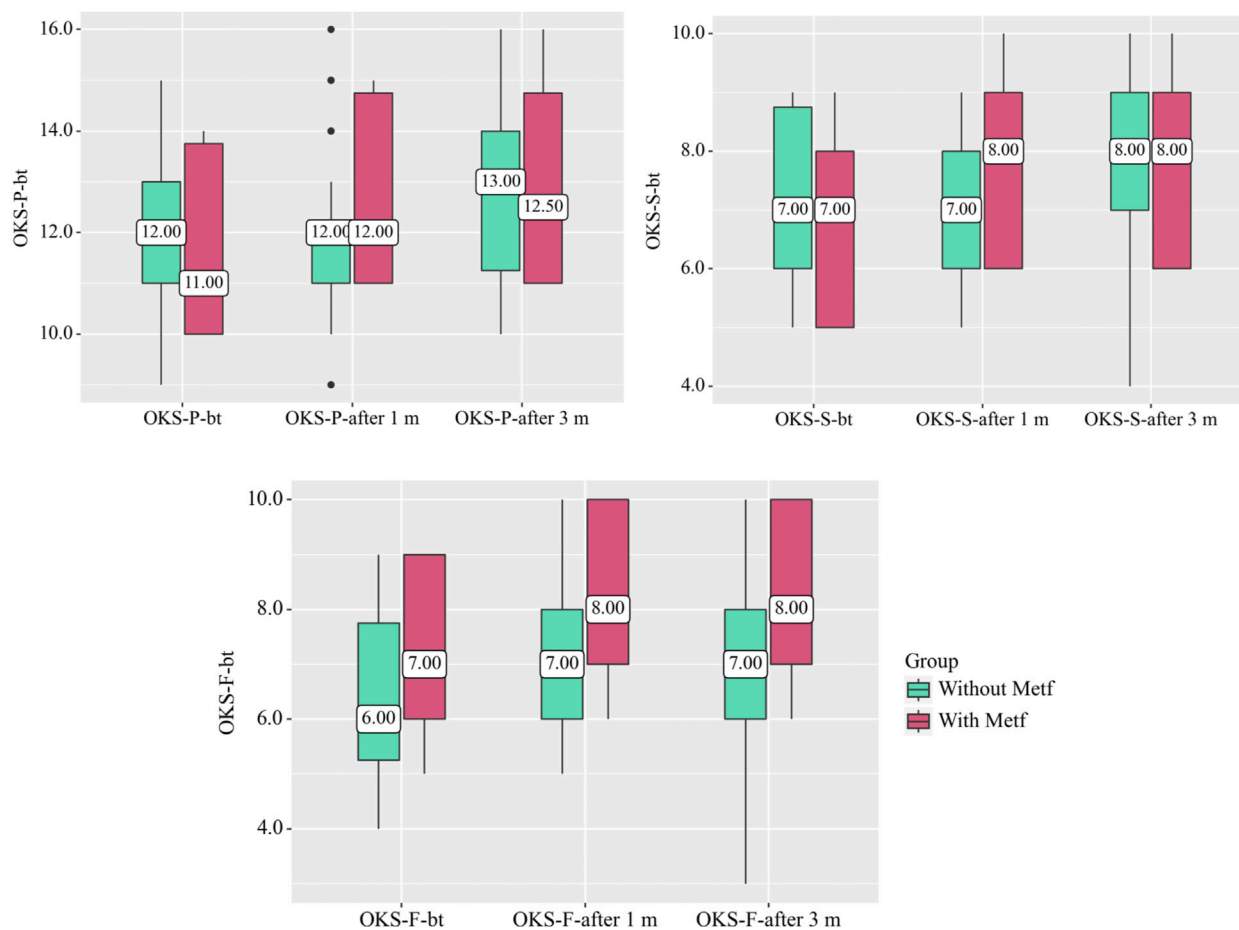 OKS-P-bt
16.0
14.0
12.0
10.0
12.00
11.00
12.00
12.00
13.00
12.50
OKS-P-bt
OKS-P-after 1 m
OKS-P-after 3 m
OKS-S-bt
10.0
8.0
6.0
4.0
7.00
7.00
7.00
8.00
8.00
8.00
OKS-S-bt
OKS-S-after 1 m
OKS-S-after 3 m
OKS-F-bt
10.0
8.0
6.0
4.0
6.00
7.00
7.00
8.00
7.00
8.00
OKS-F-bt
OKS-F-after 1 m
OKS-F-after 3 m
Group
Without Metf
With Metf